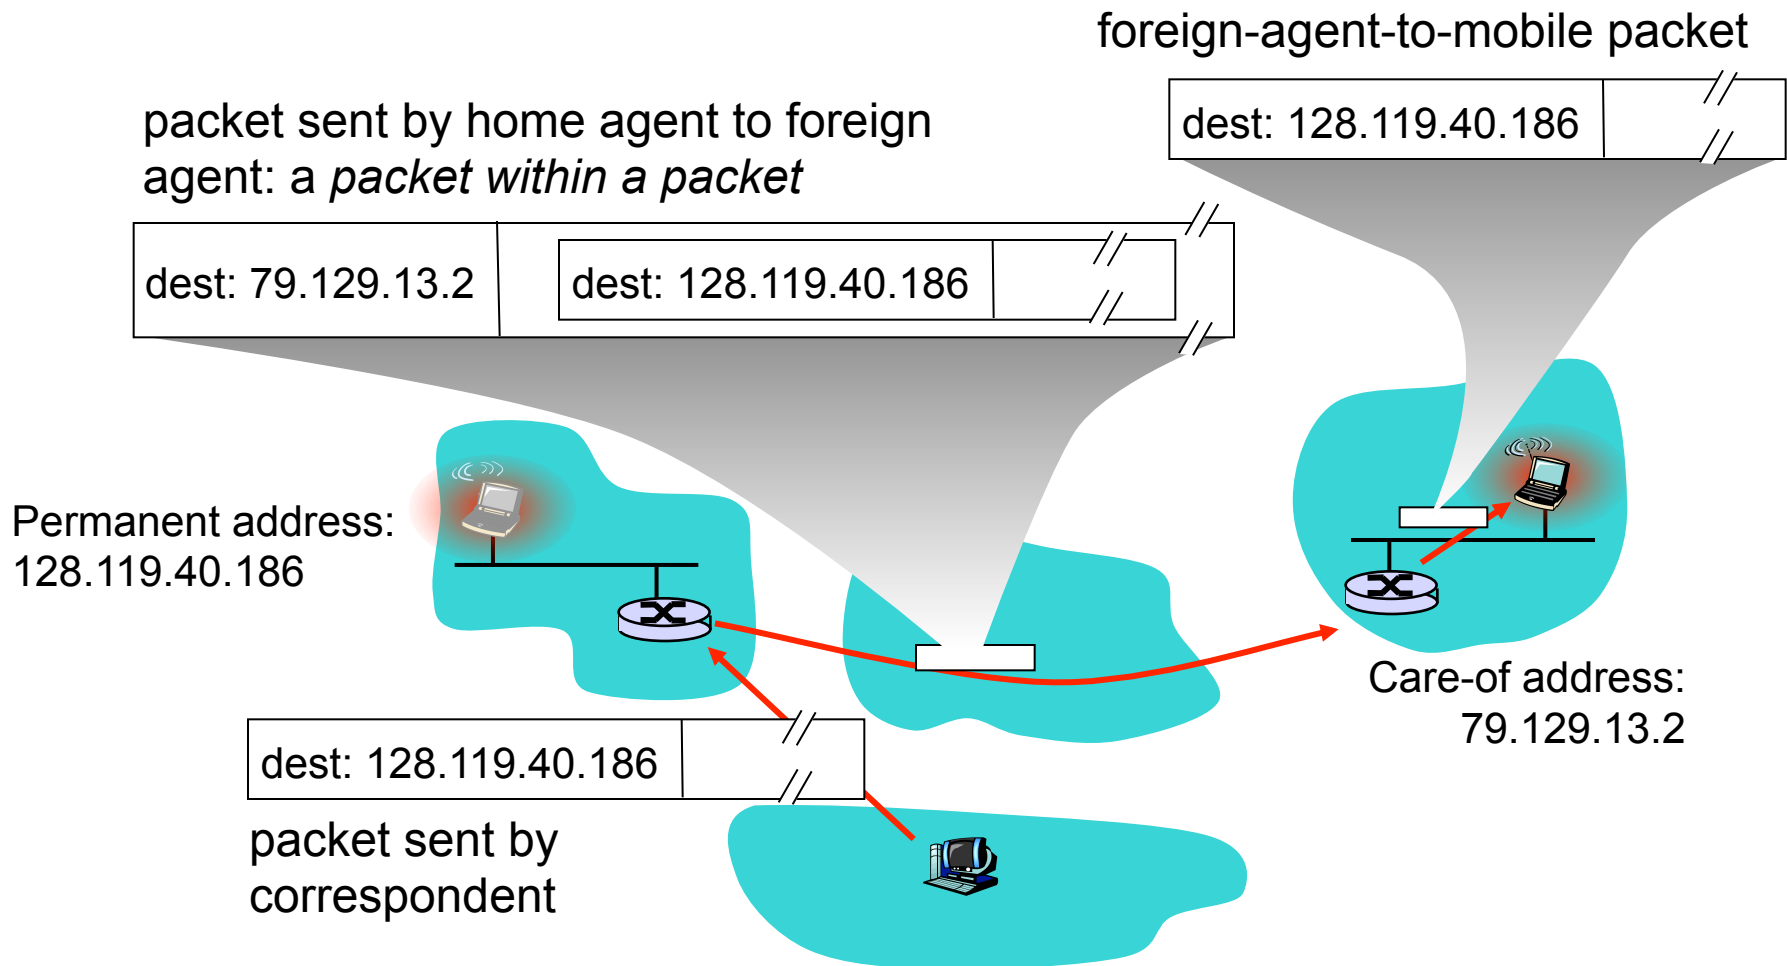 foreign-agent-to-mobile packet
dest: 128.119.40.186
packet sent by home agent to foreign
agent: a packet within a packet
dest: 79.129.13.2
dest: 128.119.40.186
Permanent address:
128.119.40.186
Care-of address:
79.129.13.2
dest: 128.119.40.186
packet sent by
correspondent